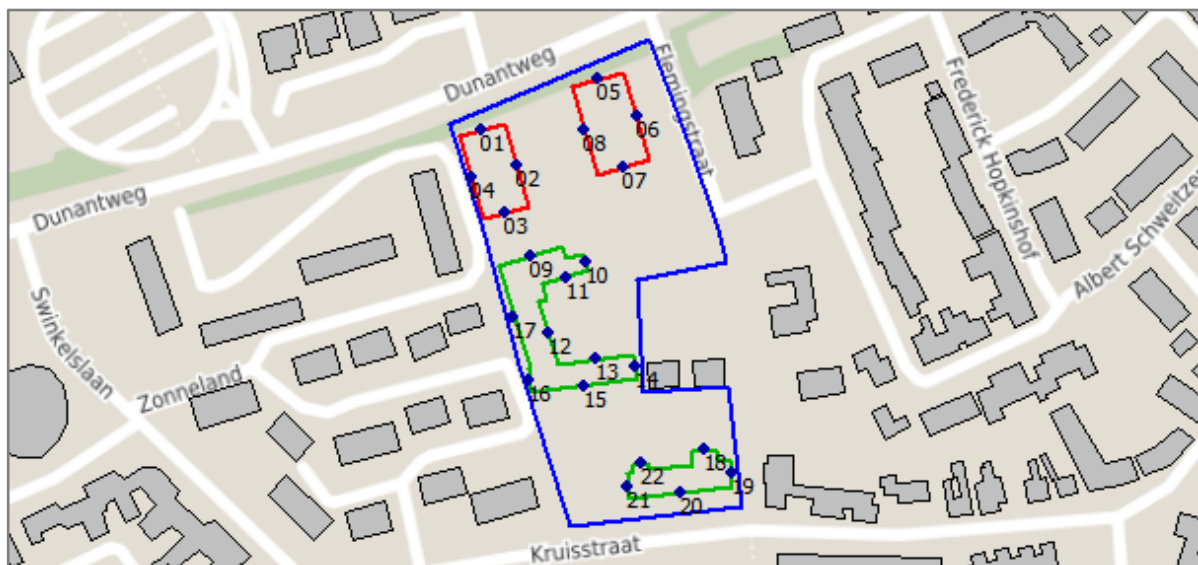 Dunantweg
Flemingstraat
Frederick Hopkinshof
Albert Schweitzer
Dunantweg
Swinkelslaan
Zonneland
Kruisstraat
01
02
03
04
05
06
07
08
09
10
11
12
13
14
15
16
17
18
19
20
21
22